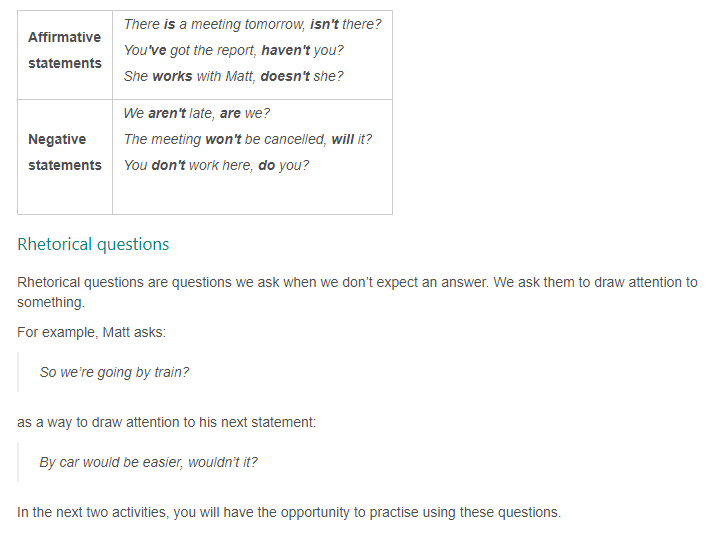 Affirmative
statements
There is a meeting tomorrow, isn't there?
You've got the report, haven't you?
She works with Matt, doesn't she?
Negative
statements
We aren't late, are we?
The meeting won't be cancelled, will it?
You don't work here, do you?
Rhetorical questions
Rhetorical questions are questions we ask when we don’t expect an answer. We ask them to draw attention to
something.
For example, Matt asks:
So we’re going by train?
as a way to draw attention to his next statement:
By car would be easier, wouldn’t it?
In the next two activities, you will have the opportunity to practise using these questions.